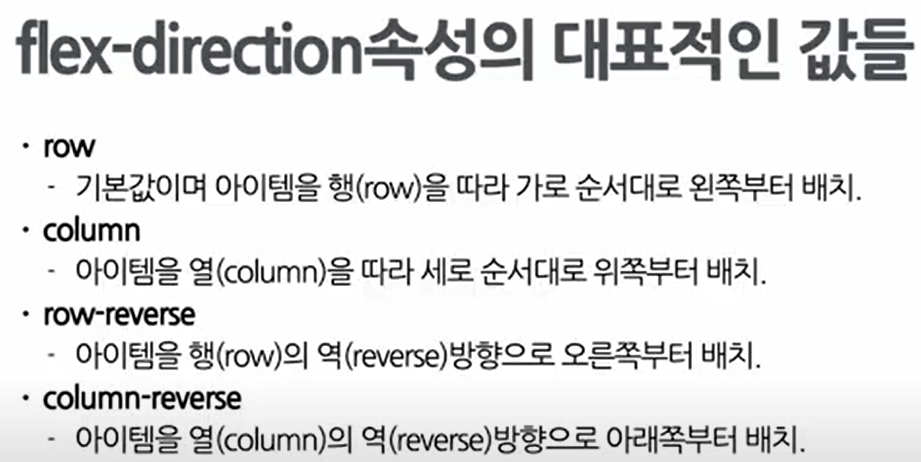 flex-direction속성의 대표적인 값들
· row
- 기본값이며 아이템을 행(row)을 따라 가로 순서대로 왼쪽부터 배치.
· column
- 아이템을 열(column)을 따라 세로 순서대로 위쪽부터 배치.
· row-reverse
- 아이템을 행(row)의 역(reverse)방향으로 오른쪽부터 배치.
· column-reverse
- 아이템을 열(column)의 역(reverse)방향으로 아래쪽부터 배치.